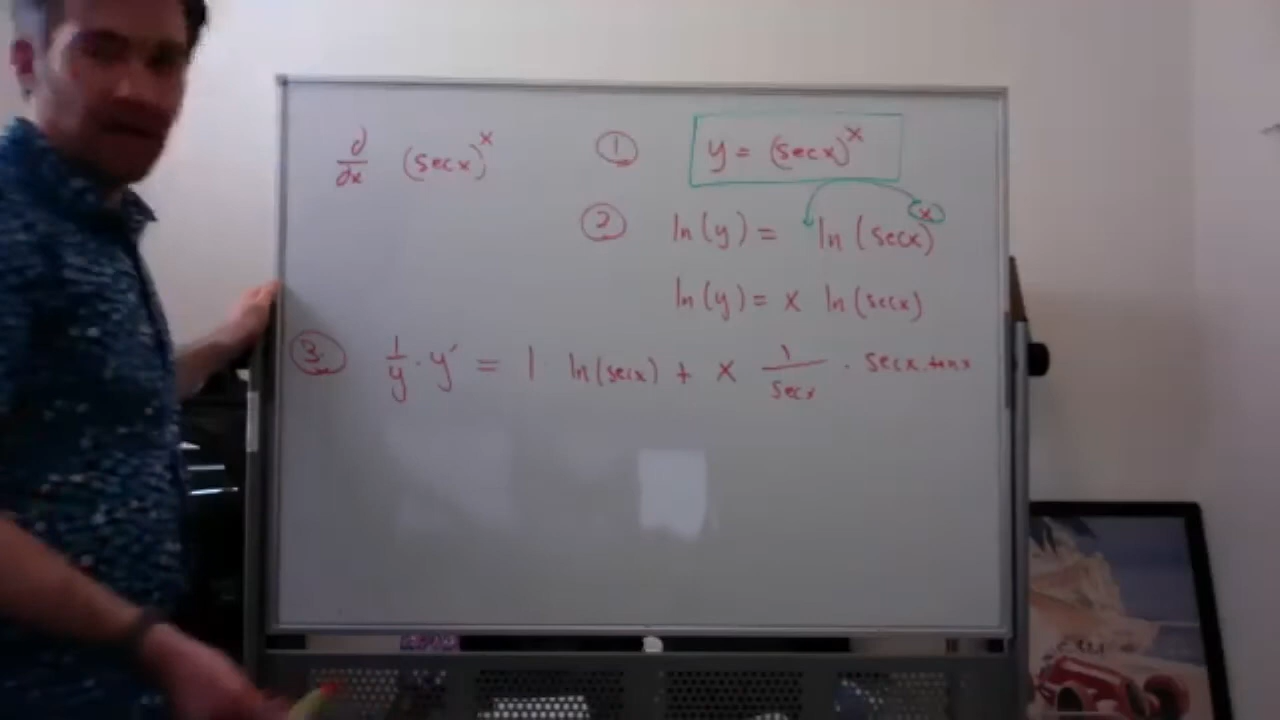 d/dx (secx)^x
① y = (secx)^x
② ln(y) = ln(secx)^x
ln(y) = x ln(secx)
③ 1/y · y' = 1 · ln(secx) + x 1/secx · secx.tanx